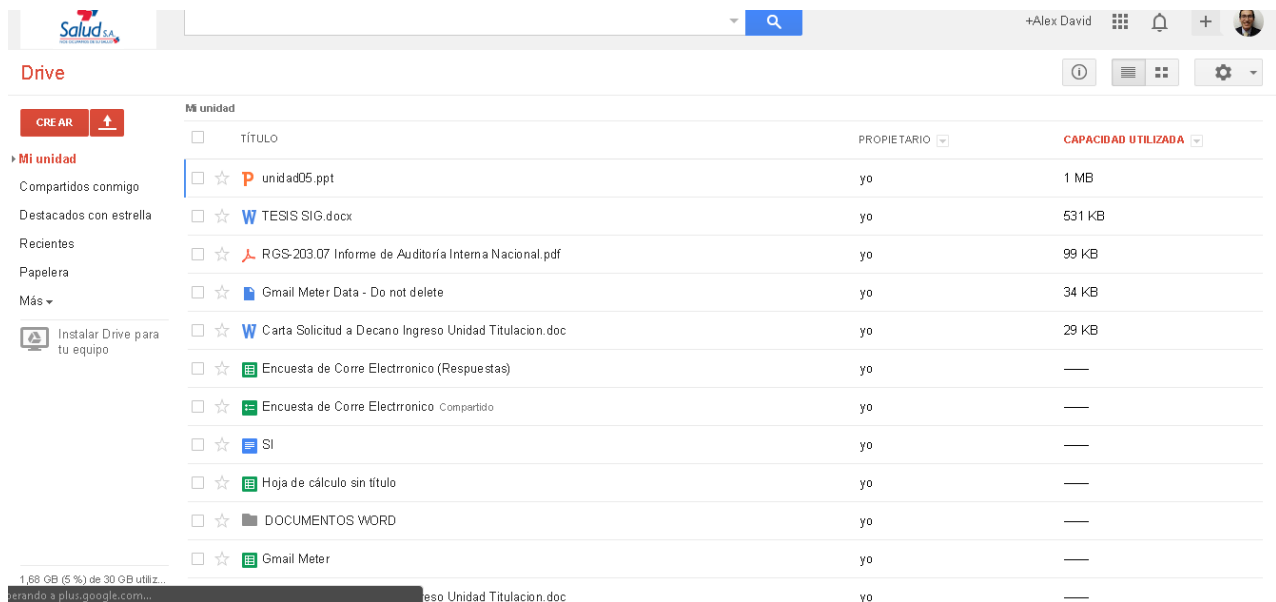 Salud S.A.
+Alex David
Drive
CREAR
Mi unidad
TÍTULO PROPIETARIO CAPACIDAD UTILIZADA
Mi unidad
Compartidos conmigo
Destacados con estrella
Recientes
Papelera
Más
Instalar Drive para
tu equipo
unidad05.ppt yo 1 MB
TESIS SIG.docx yo 531 KB
RGS-203.07 Informe de Auditoría Interna Nacional.pdf yo 99 KB
Gmail Meter Data - Do not delete yo 34 KB
Carta Solicitud a Decano Ingreso Unidad Titulacion.doc yo 29 KB
Encuesta de Corre Electrronico (Respuestas) yo
Encuesta de Corre Electrronico Compartido yo
SI yo
Hoja de cálculo sin título yo
DOCUMENTOS WORD yo
Gmail Meter yo
reso Unidad Titulacion.doc yo
1,68 GB (5 %) de 30 GB utiliz...
perando a plus.google.com...